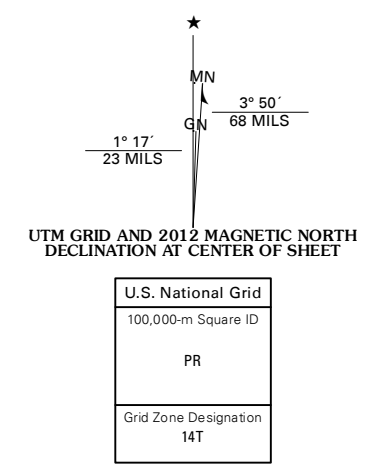 ★
MN
3° 50´
68 MILS
GN
1° 17´
23 MILS
UTM GRID AND 2012 MAGNETIC NORTH
DECLINATION AT CENTER OF SHEET
U.S. National Grid
100,000-m Square ID
PR
Grid Zone Designation
14T